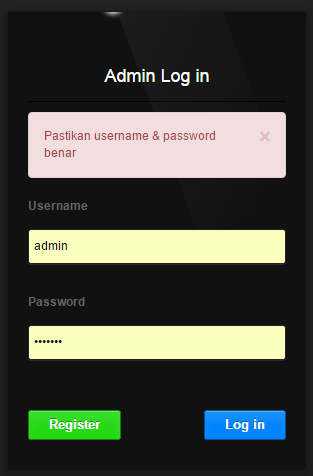 Admin Log in
Pastikan username & password
benar
×
Username
admin
Password
•••••••
Register
Log in